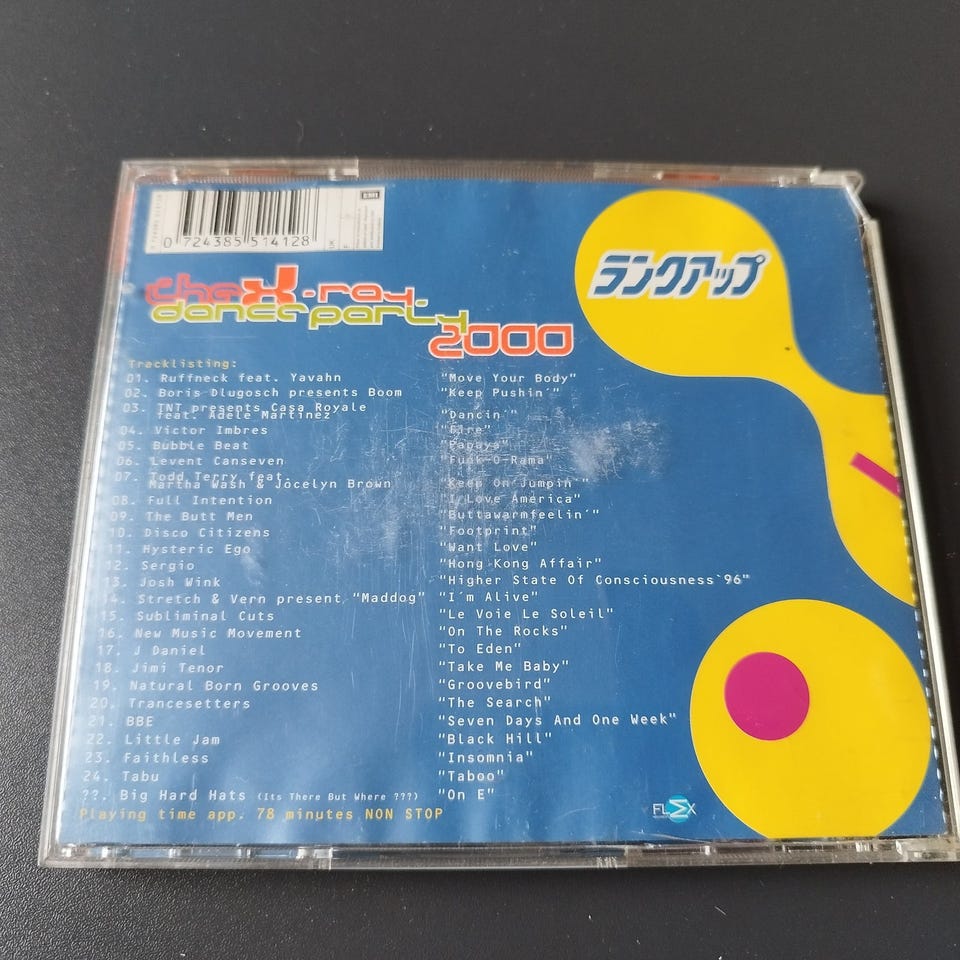 0 724385 514128
EMI
UK
F
ランクアップ
the X-ray
dance party
2000
Tracklisting:
01. Ruffneck feat. Yavahn "Move Your Body"
02. Boris Dlugosch presents Boom "Keep Pushin´"
03. TNT presents Casa Royale
feat. Adele Martinez "Dancin´"
04. Victor Imbres "Fire"
05. Bubble Beat "Papaya"
06. Levent Canseven "Funk-O-Rama"
07. Todd Terry feat.
Martha Wash & Jocelyn Brown "Keep On Jumpin´"
08. Full Intention "I Love America"
09. The Butt Men "Buttawarmfeelin´"
10. Disco Citizens "Footprint"
11. Hysteric Ego "Want Love"
12. Sergio "Hong Kong Affair"
13. Josh Wink "Higher State Of Consciousness`96"
14. Stretch & Vern present "Maddog" "I´m Alive"
15. Subliminal Cuts "Le Voie Le Soleil"
16. New Music Movement "On The Rocks"
17. J Daniel "To Eden"
18. Jimi Tenor "Take Me Baby"
19. Natural Born Grooves "Groovebird"
20. Trancesetters "The Search"
21. BBE "Seven Days And One Week"
22. Little Jam "Black Hill"
23. Faithless "Insomnia"
24. Tabu "Taboo"
??. Big Hard Hats (Its There But Where ???) "On E"
Playing time app. 78 minutes NON STOP
FLEX